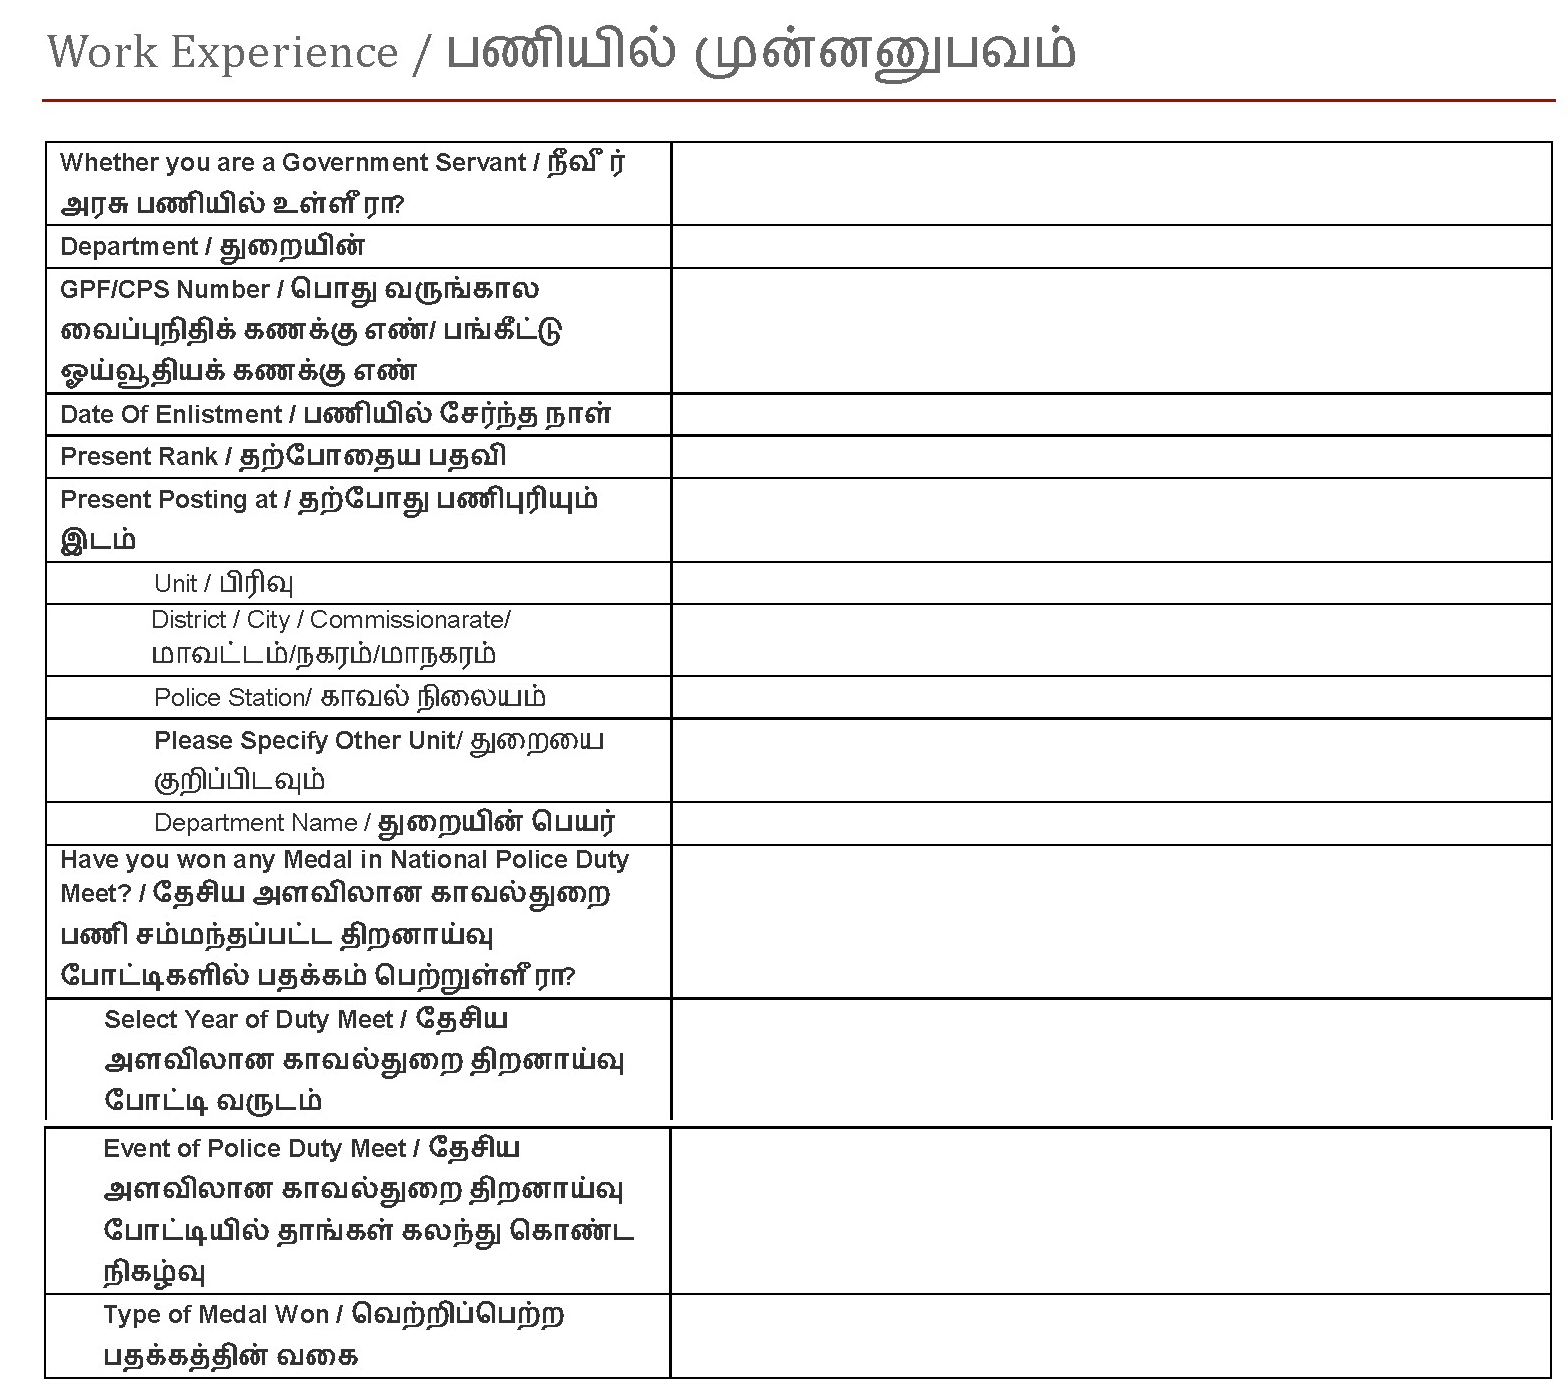 Work Experience / பணியில் முன்னனுபவம்
Whether you are a Government Servant / நீவீர்
அரசு பணியில் உள்ளீரா?
Department / துறையின்
GPF/CPS Number / பொது வருங்கால
வைப்புநிதிக் கணக்கு எண்/ பங்கீட்டு
ஓய்வூதியக் கணக்கு எண்
Date Of Enlistment / பணியில் சேர்ந்த நாள்
Present Rank / தற்போதைய பதவி
Present Posting at / தற்போது பணிபுரியும்
இடம்
Unit / பிரிவு
District / City / Commissionarate/
மாவட்டம்/நகரம்/மாநகரம்
Police Station/ காவல் நிலையம்
Please Specify Other Unit/ துறையை
குறிப்பிடவும்
Department Name / துறையின் பெயர்
Have you won any Medal in National Police Duty
Meet? / தேசிய அளவிலான காவல்துறை
பணி சம்மந்தப்பட்ட திறனாய்வு
போட்டிகளில் பதக்கம் பெற்றுள்ளீரா?
Select Year of Duty Meet / தேசிய
அளவிலான காவல்துறை திறனாய்வு
போட்டி வருடம்
Event of Police Duty Meet / தேசிய
அளவிலான காவல்துறை திறனாய்வு
போட்டியில் தாங்கள் கலந்து கொண்ட
நிகழ்வு
Type of Medal Won / வெற்றிப்பெற்ற
பதக்கத்தின் வகை